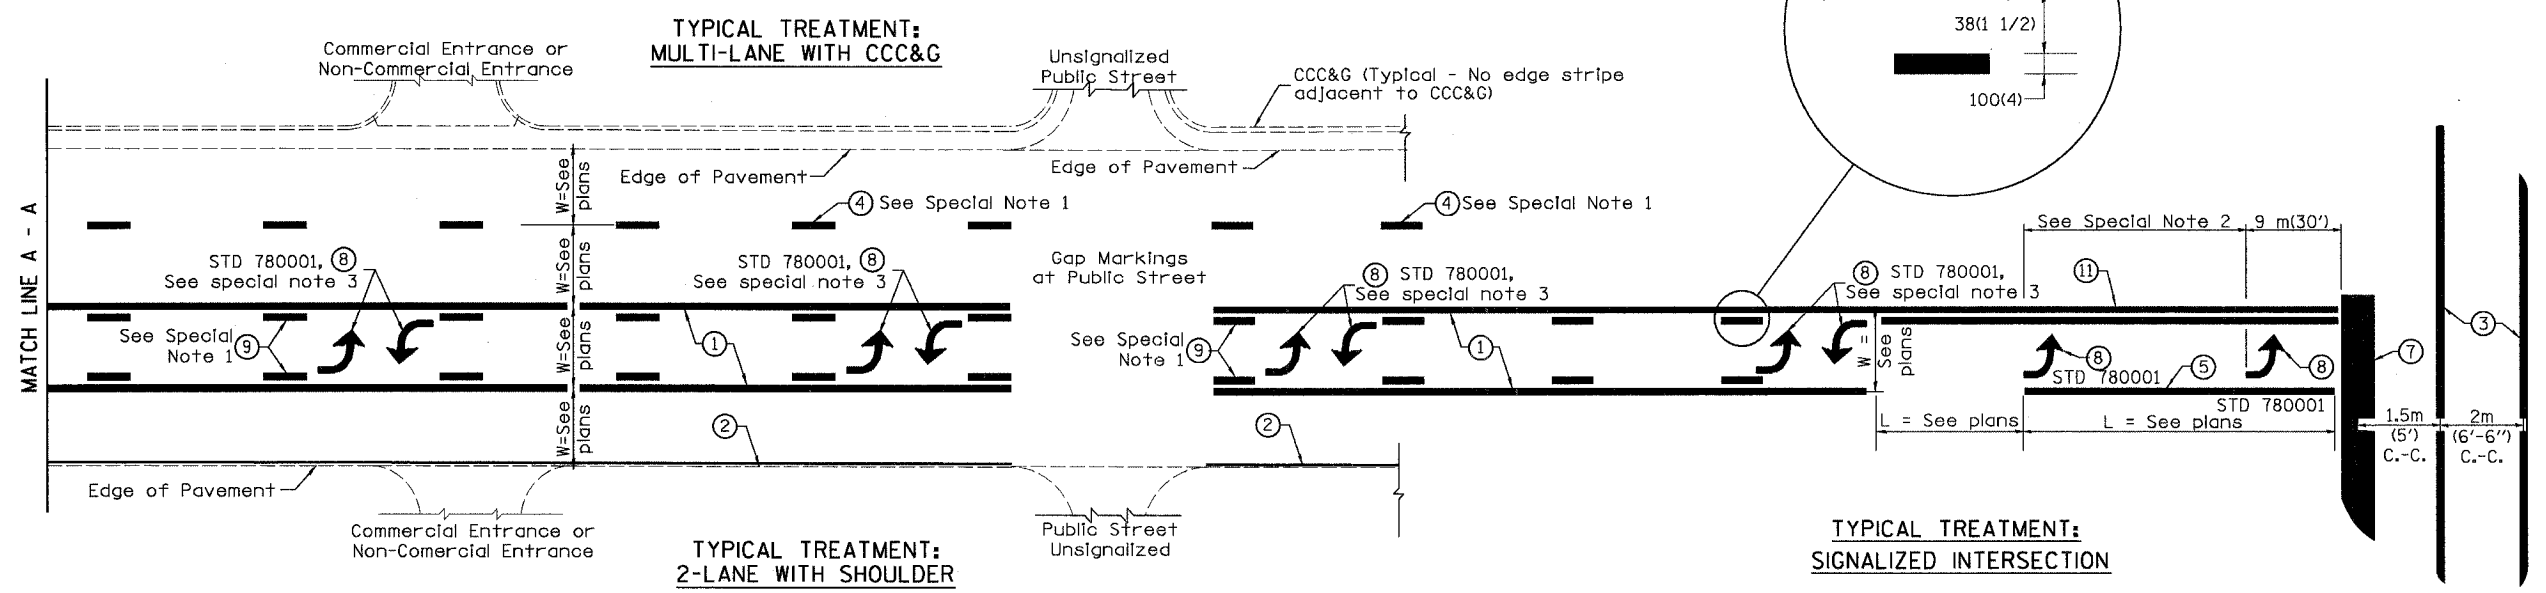 TYPICAL TREATMENT:
MULTI-LANE WITH CCC&G
Commercial Entrance or
Non-Commercial Entrance
Unsignalized
Public Street
CCC&G (Typical - No edge stripe
adjacent to CCC&G)
38(1 1/2)
100(4)
MATCH LINE A - A
Edge of Pavement
Edge of Pavement
W=See
plans
W=See
plans
W=See
plans
W=See
plans
4 See Special Note 1
4 See Special Note 1
STD 780001, 8
See special note 3
STD 780001, 8
See special note 3
Gap Markings
at Public Street
8 STD 780001,
See special note 3
8 STD 780001,
See special note 3
See Special Note 2
9 m(30')
11
3
See Special
Note 1 9
1
See Special
Note 1 9
1
W =
See
plans
8
STD 780001
5
8
7
STD 780001
L = See plans
L = See plans
1.5m
(5')
C.-C.
2m
(6'-6")
C.-C.
2
2
Edge of Pavement
Commercial Entrance or
Non-Comercial Entrance
Public Street
Unsignalized
TYPICAL TREATMENT:
2-LANE WITH SHOULDER
TYPICAL TREATMENT:
SIGNALIZED INTERSECTION